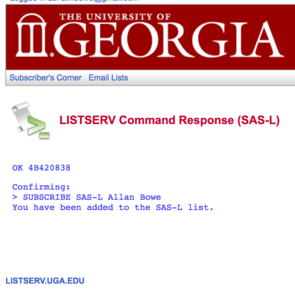 THE UNIVERSITY OF
GEORGIA
Subscriber's Corner Email Lists
LISTSERV Command Response (SAS-L)
OK 4B420838
Confirming:
> SUBSCRIBE SAS-L Allan Bowe
You have been added to the SAS-L list.
LISTSERV.UGA.EDU